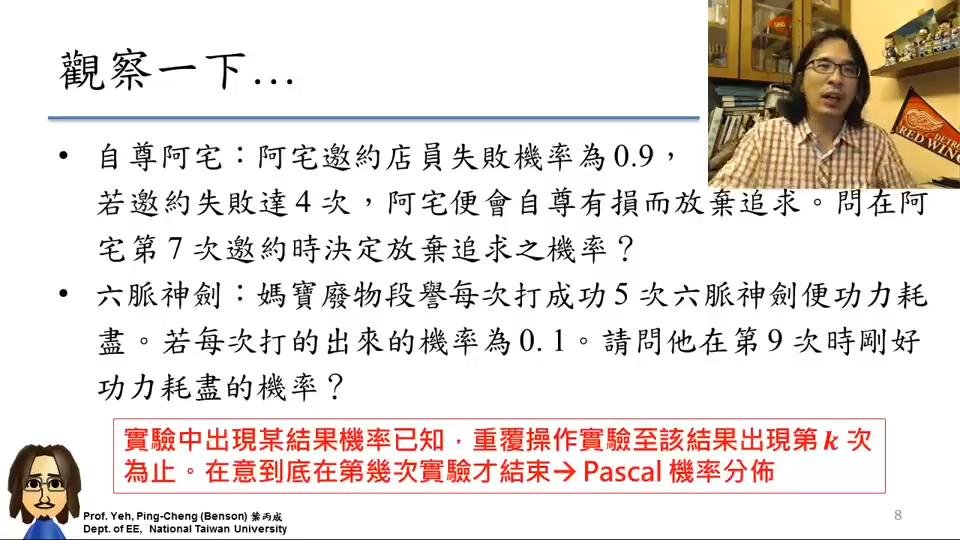 觀察一下…
• 自尊阿宅：阿宅邀約店員失敗機率為0.9，
若邀約失敗達4次，阿宅便會自尊有損而放棄追求。問在阿
宅第7次邀約時決定放棄追求之機率？
• 六脈神劍：媽寶廢物段譽每次打成功5次六脈神劍便功力耗
盡。若每次打的出來的機率為0.1。請問他在第9次時剛好
功力耗盡的機率？
實驗中出現某結果機率已知，重覆操作實驗至該結果出現第k次
為止。在意到底在第幾次實驗才結束→Pascal 機率分佈
Prof. Yeh, Ping-Cheng (Benson) 葉丙成
Dept. of EE, National Taiwan University
8
DETRO
RED WING